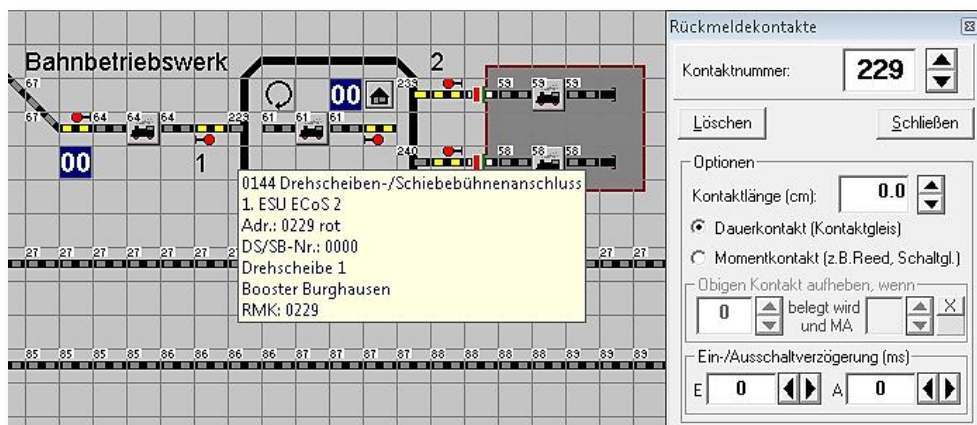 Bahnbetriebswerk
2
67
67 64 64 64 229
00
1
61 61 61
00
239 59 59 59
240 58 58 58
0144 Drehscheiben-/Schiebebühnenanschluss
1. ESU ECoS 2
Adr.: 0229 rot
DS/SB-Nr.: 0000
Drehscheibe 1
Booster Burghausen
RMK: 0229
27 27 27 27 27 27 27 27
85 85 85 86 86 86 86 87 87 87 87 88 88 88 88 89 89 89
Rückmeldekontakte
Kontaktnummer: 229
Löschen Schließen
Optionen
Kontaktlänge (cm): 0.0
Dauerkontakt (Kontaktgleis)
Momentkontakt (z.B.Reed, Schaltgl.)
Obigen Kontakt aufheben, wenn
0 belegt wird und MA X
Ein-/Ausschaltverzögerung (ms)
E 0 A 0